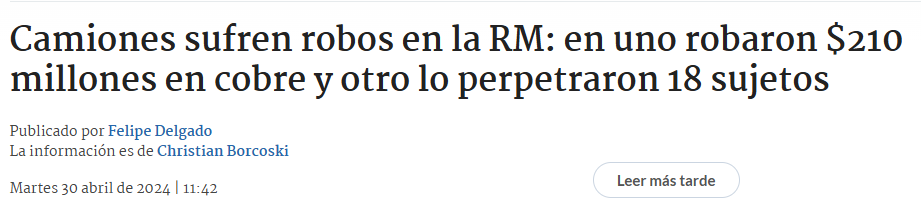 Camiones sufren robos en la RM: en uno robaron $210
millones en cobre y otro lo perpetraron 18 sujetos
Publicado por Felipe Delgado
La información es de Christian Borcoski
Martes 30 abril de 2024 | 11:42
Leer más tarde